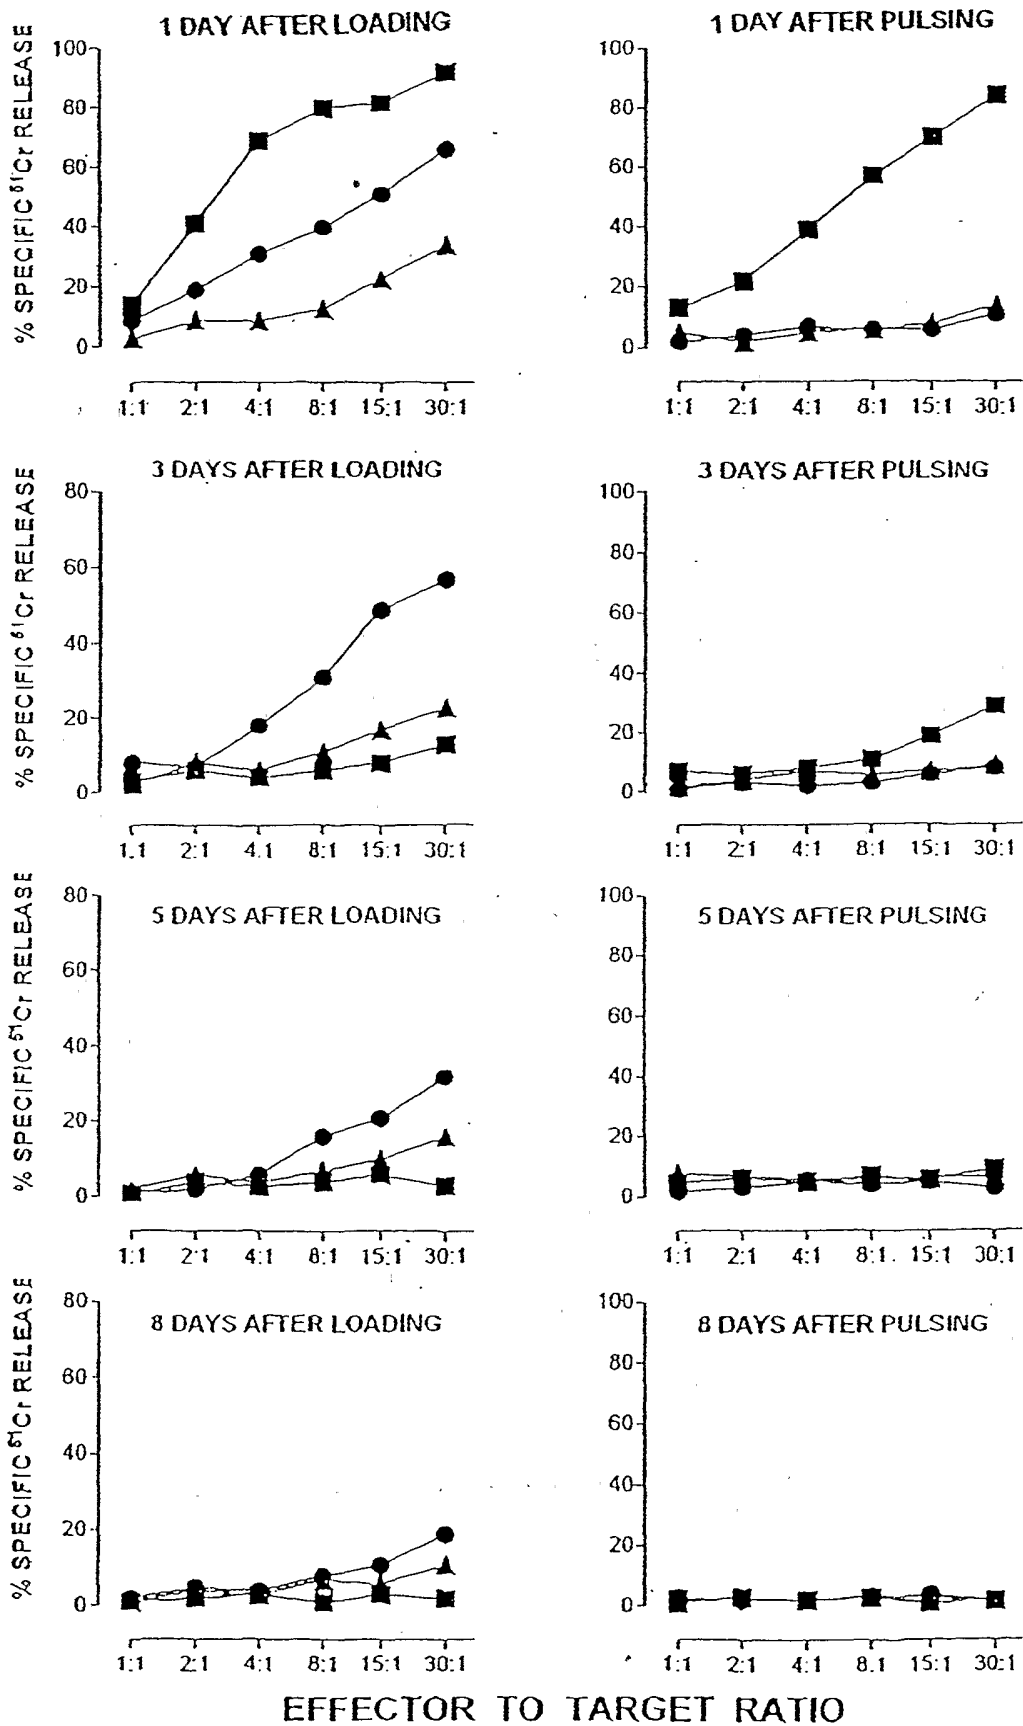 1 DAY AFTER LOADING
% SPECIFIC ⁵¹Cr RELEASE
100
80
60
40
20
0
1:1 2:1 4:1 8:1 15:1 30:1
1 DAY AFTER PULSING
100
80
60
40
20
0
1:1 2:1 4:1 8:1 15:1 30:1
3 DAYS AFTER LOADING
% SPECIFIC ⁵¹Cr RELEASE
80
60
40
20
0
1:1 2:1 4:1 8:1 15:1 30:1
3 DAYS AFTER PULSING
100
80
60
40
20
0
1:1 2:1 4:1 8:1 15:1 30:1
5 DAYS AFTER LOADING
% SPECIFIC ⁵¹Cr RELEASE
80
60
40
20
0
1:1 2:1 4:1 8:1 15:1 30:1
5 DAYS AFTER PULSING
100
80
60
40
20
0
1:1 2:1 4:1 8:1 15:1 30:1
8 DAYS AFTER LOADING
% SPECIFIC ⁵¹Cr RELEASE
80
60
40
20
0
1:1 2:1 4:1 8:1 15:1 30:1
8 DAYS AFTER PULSING
100
80
60
40
20
0
1:1 2:1 4:1 8:1 15:1 30:1
EFFECTOR TO TARGET RATIO